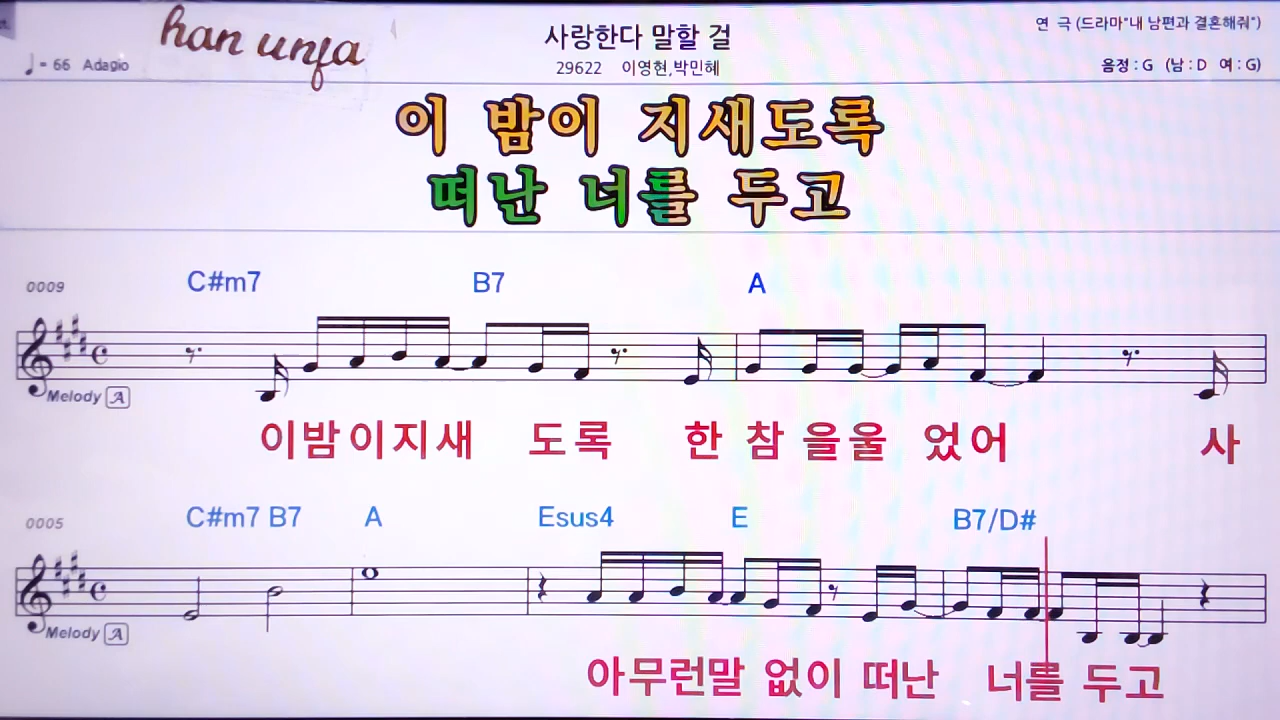 han unfa
사랑한다 말할 걸
연 극 (드라마"내 남편과 결혼해줘")
♩= 66 Adagio
29622 이영현,박민혜
음정 : G (남 : D 여 : G)
이 밤이 지새도록
떠난 너를 두고
0009 C#m7 B7 A
Melody A
이밤이지새 도록 한 참 을울 었어 사
0005 C#m7 B7 A Esus4 E B7/D#
Melody A
아무런말 없이 떠난 너를 두고